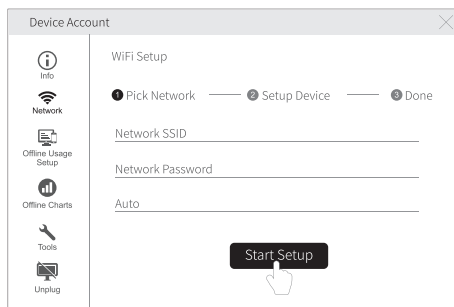 Device Account
Info
Network
Offline Usage
Setup
Offline Charts
Tools
Unplug
WiFi Setup
1 Pick Network
2 Setup Device
3 Done
Network SSID
Network Password
Auto
Start Setup